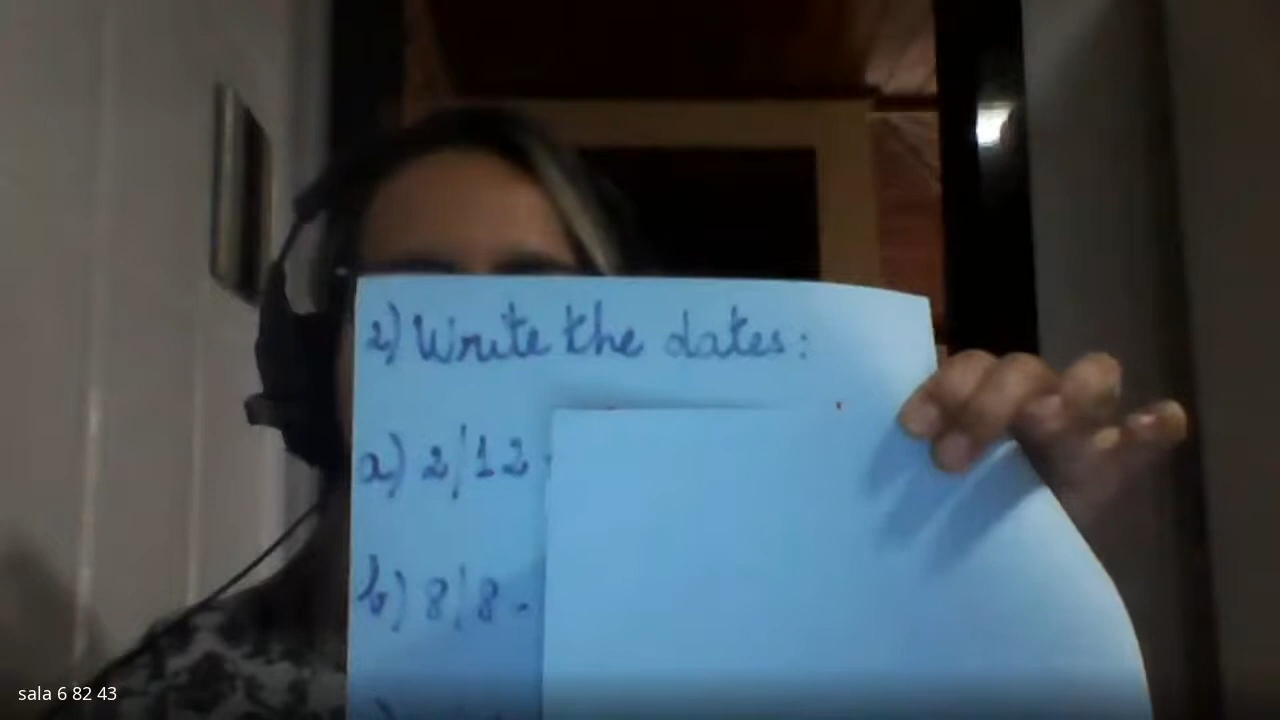 2) Write the dates:
a) 2/12 -
b) 8/8 -
sala 6 82 43